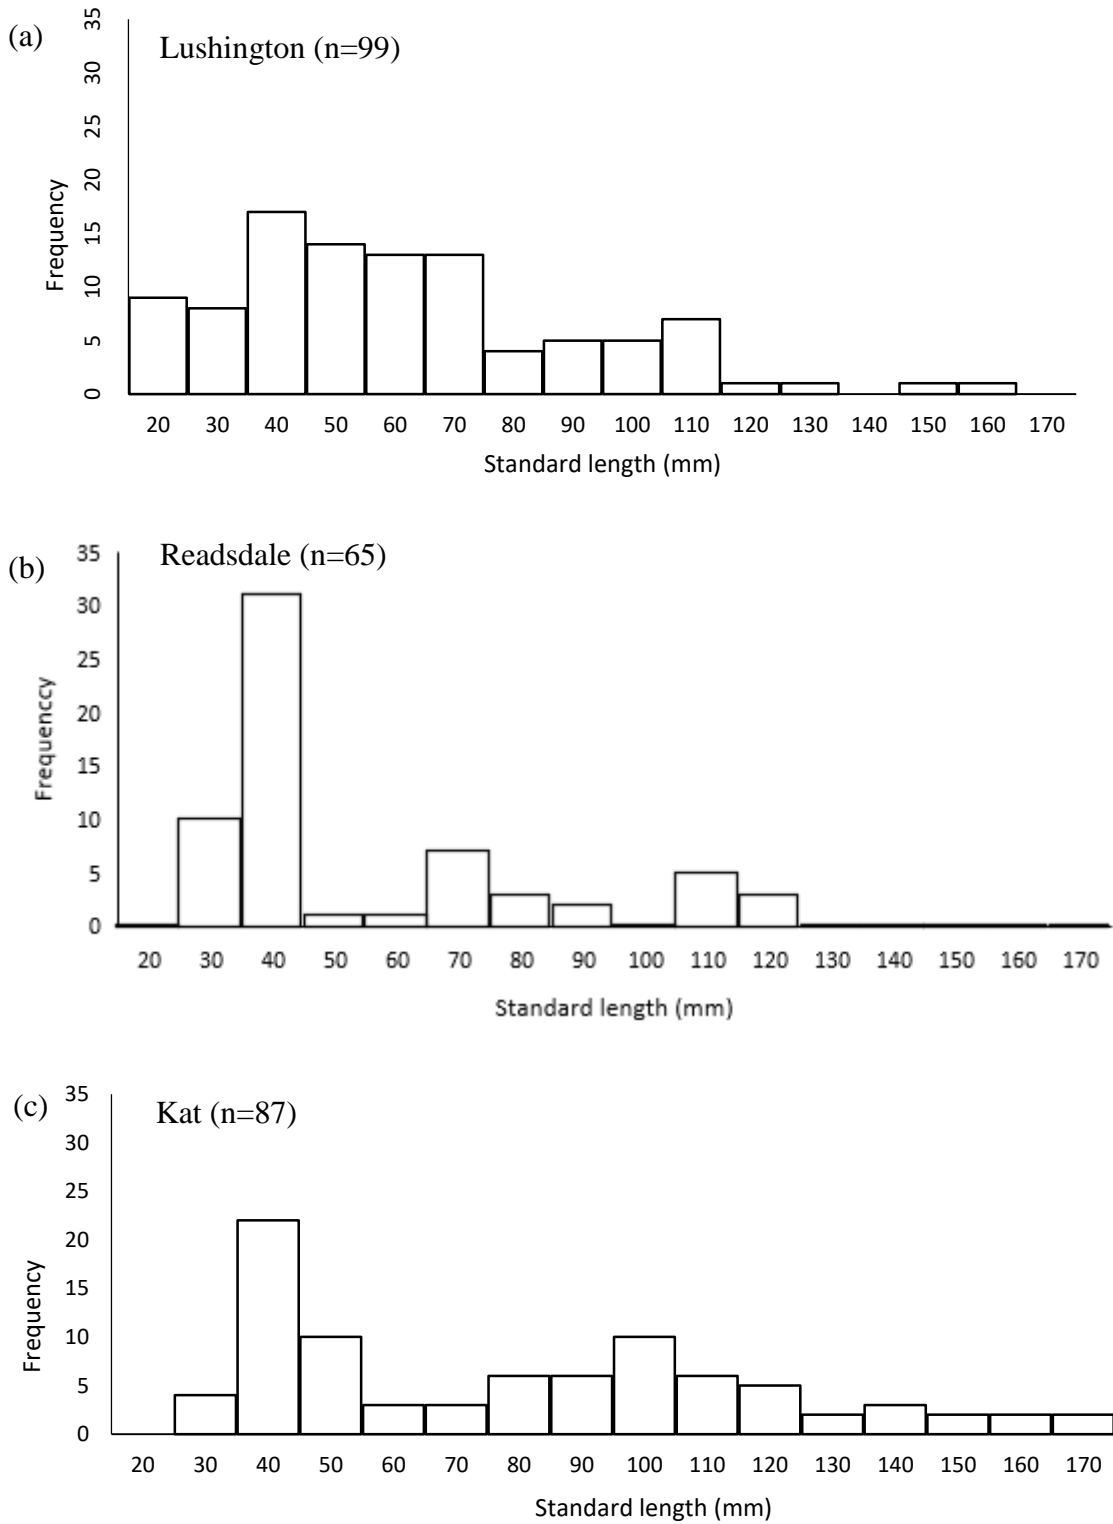 (a)
Lushington (n=99)
35
30
25
20
15
10
5
0
Frequency
20 30 40 50 60 70 80 90 100 110 120 130 140 150 160 170
Standard length (mm)
(b)
Readsdale (n=65)
35
30
25
20
15
10
5
0
Frequenccy
20 30 40 50 60 70 80 90 100 110 120 130 140 150 160 170
Standard length (mm)
(c)
Kat (n=87)
35
30
25
20
15
10
5
0
Frequency
20 30 40 50 60 70 80 90 100 110 120 130 140 150 160 170
Standard length (mm)